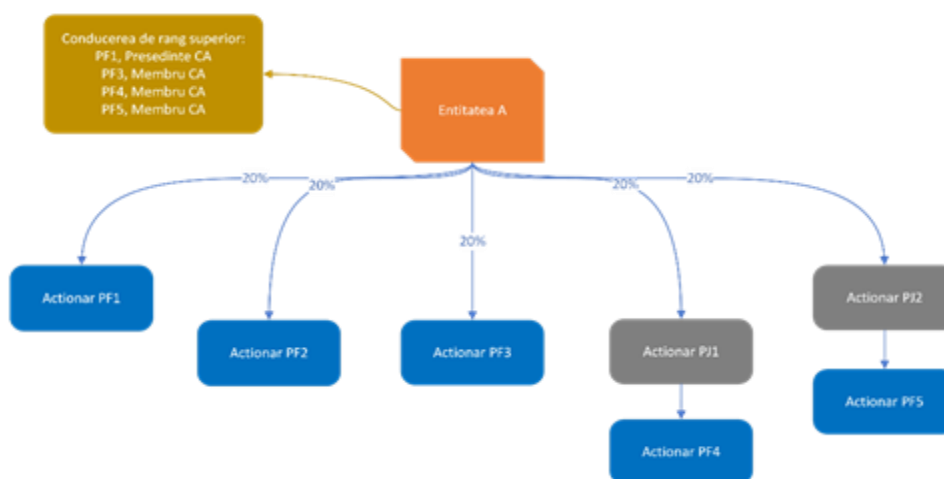 Conducerea de rang superior:
PF1, Presedinte CA
PF3, Membru CA
PF4, Membru CA
PF5, Membru CA
Entitatea A
20%
20%
20%
20%
20%
Actionar PF1
Actionar PF2
Actionar PF3
Actionar PJ1
Actionar PJ2
Actionar PF4
Actionar PF5